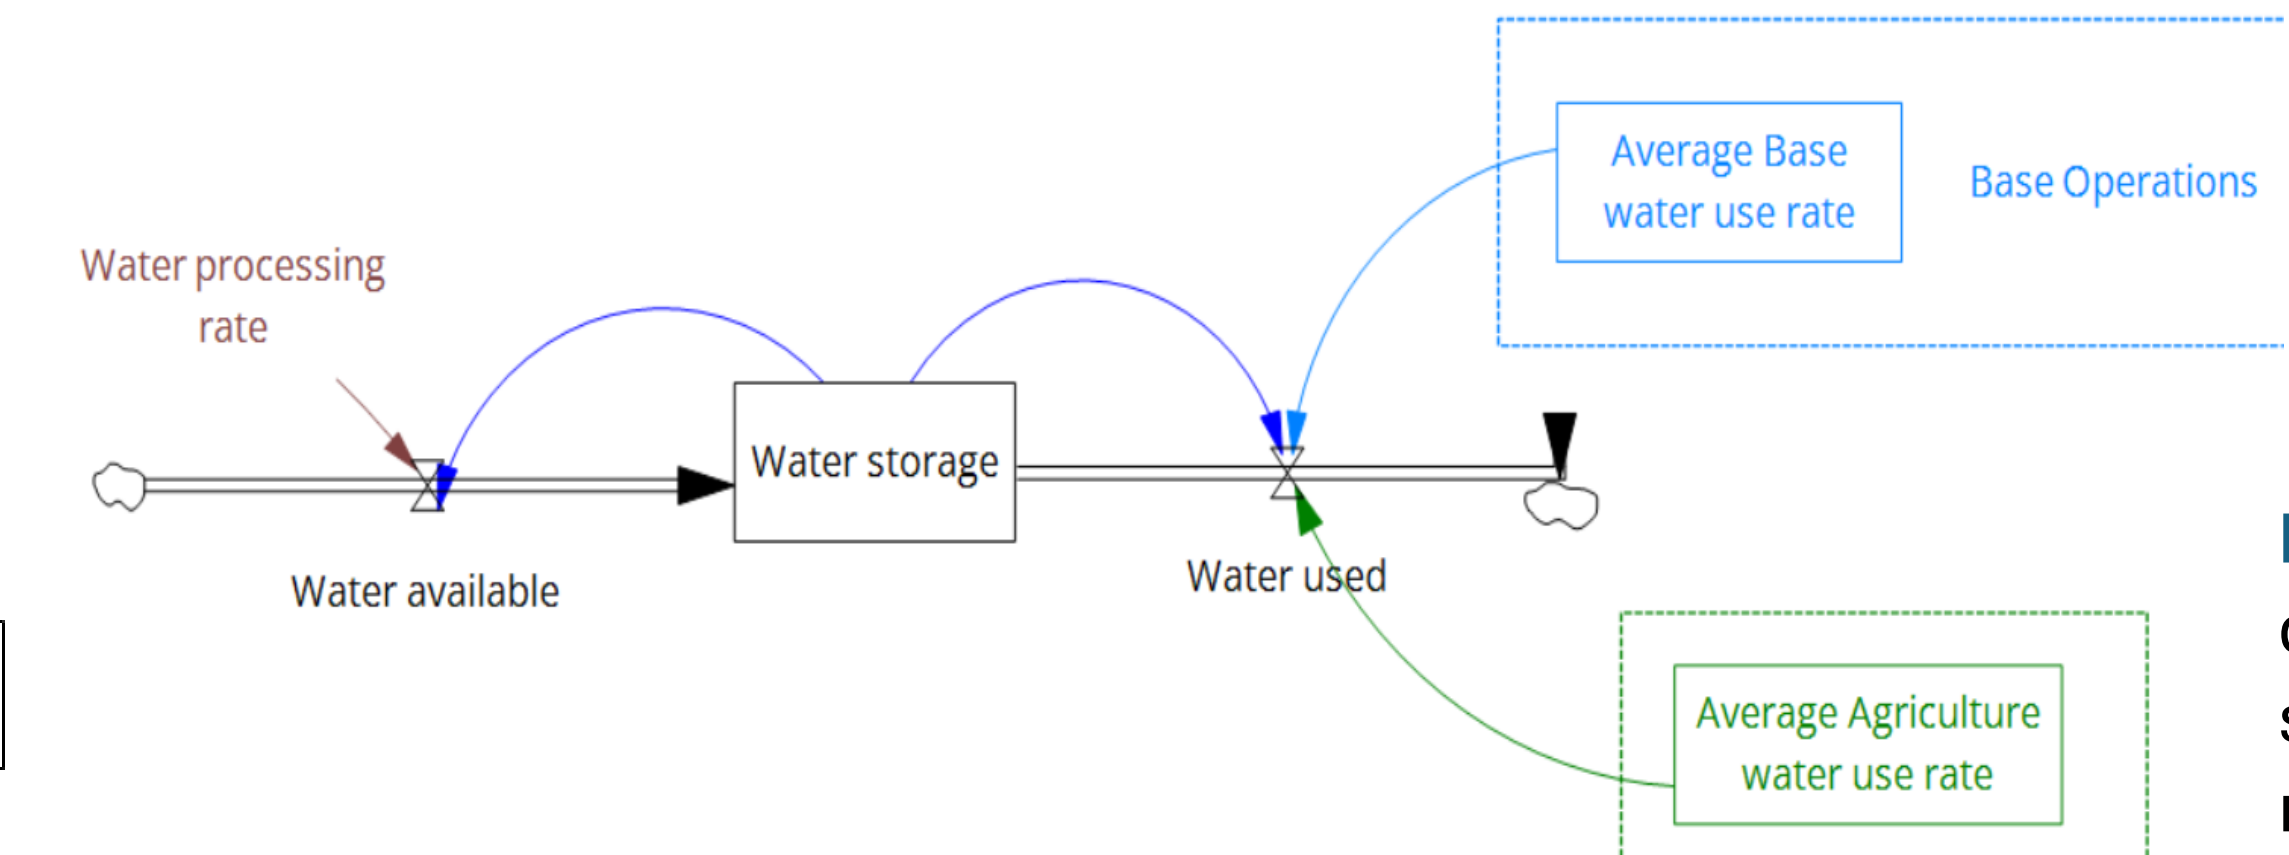 Average Base
water use rate
Base Operations
Water processing
rate
Water storage
Water available
Water used
Average Agriculture
water use rate